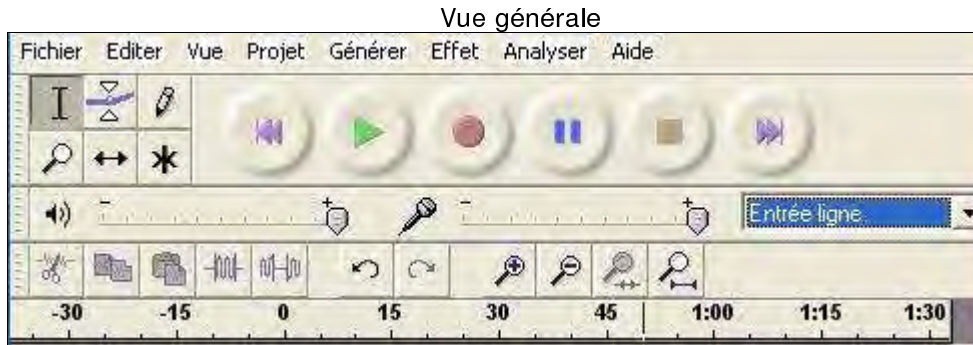 Vue générale
Fichier Editer Vue Projet Générer Effet Analyser Aide
- + - + Entrée ligne
-30 -15 0 15 30 45 1:00 1:15 1:30